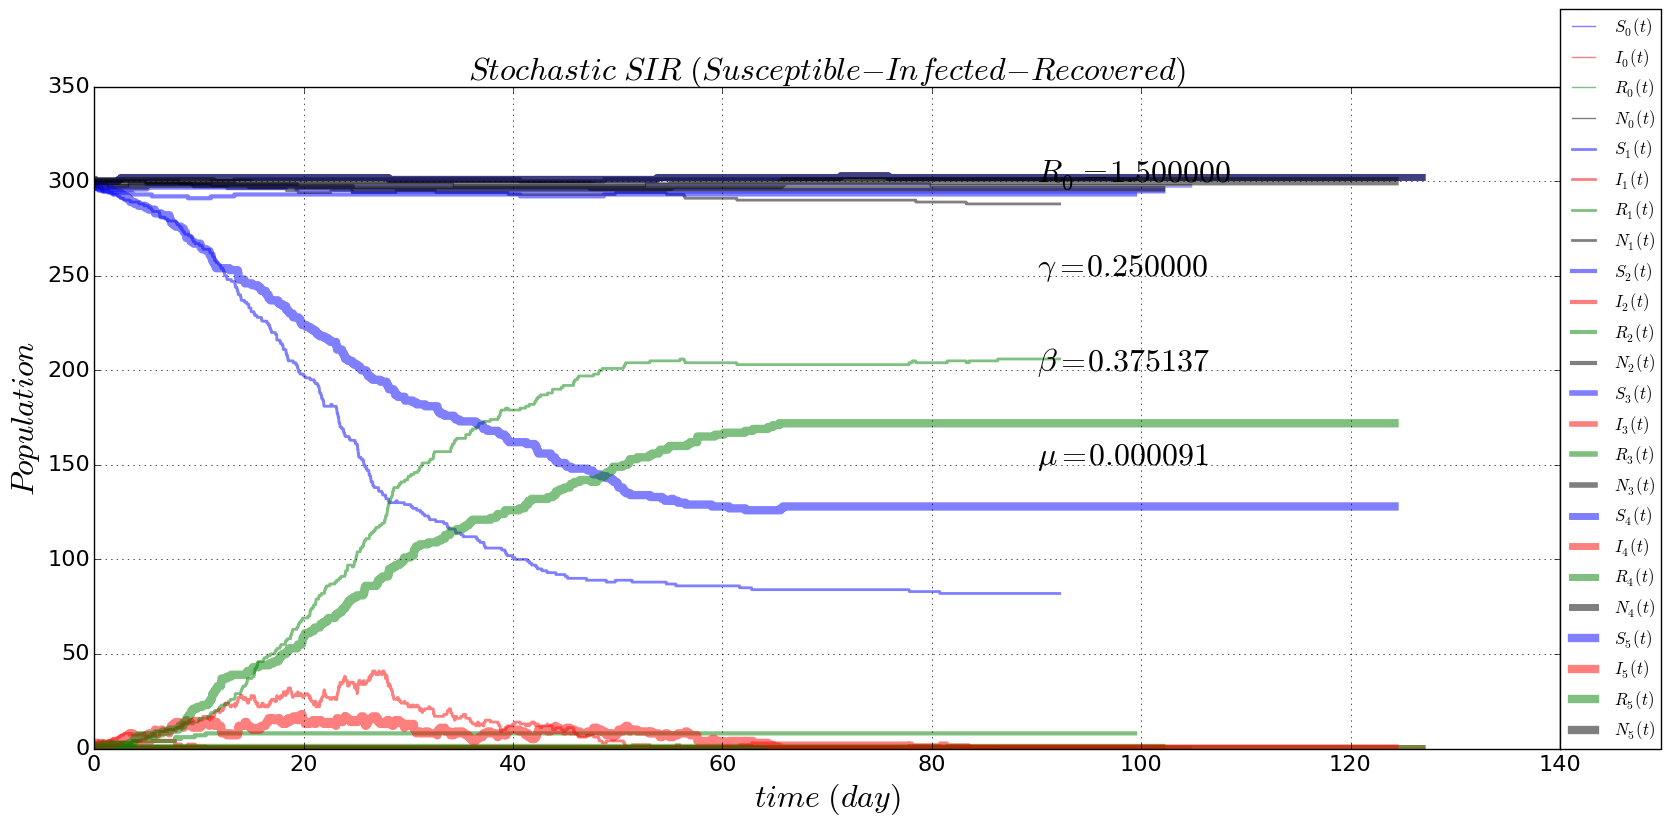 Stochastic SIR (Susceptible−Infected−Recovered)
Population
350
300
250
200
150
100
50
0
R₀ =1.500000
γ=0.250000
β=0.375137
μ=0.000091
0 20 40 60 80 100 120 140
time (day)
S₀(t)
I₀(t)
R₀(t)
N₀(t)
S₁(t)
I₁(t)
R₁(t)
N₁(t)
S₂(t)
I₂(t)
R₂(t)
N₂(t)
S₃(t)
I₃(t)
R₃(t)
N₃(t)
S₄(t)
I₄(t)
R₄(t)
N₄(t)
S₅(t)
I₅(t)
R₅(t)
N₅(t)